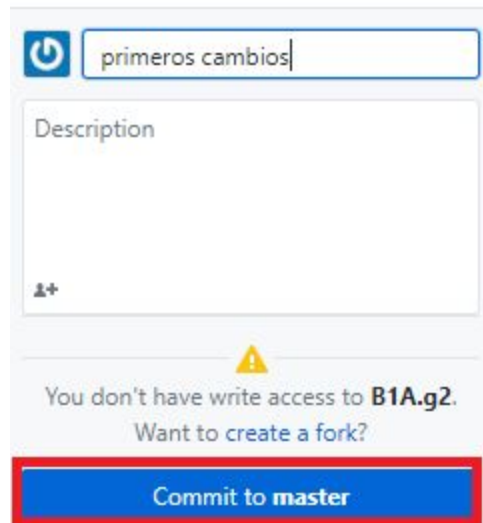 primeros cambios
Description
You don't have write access to B1A.g2.
Want to create a fork?
Commit to master